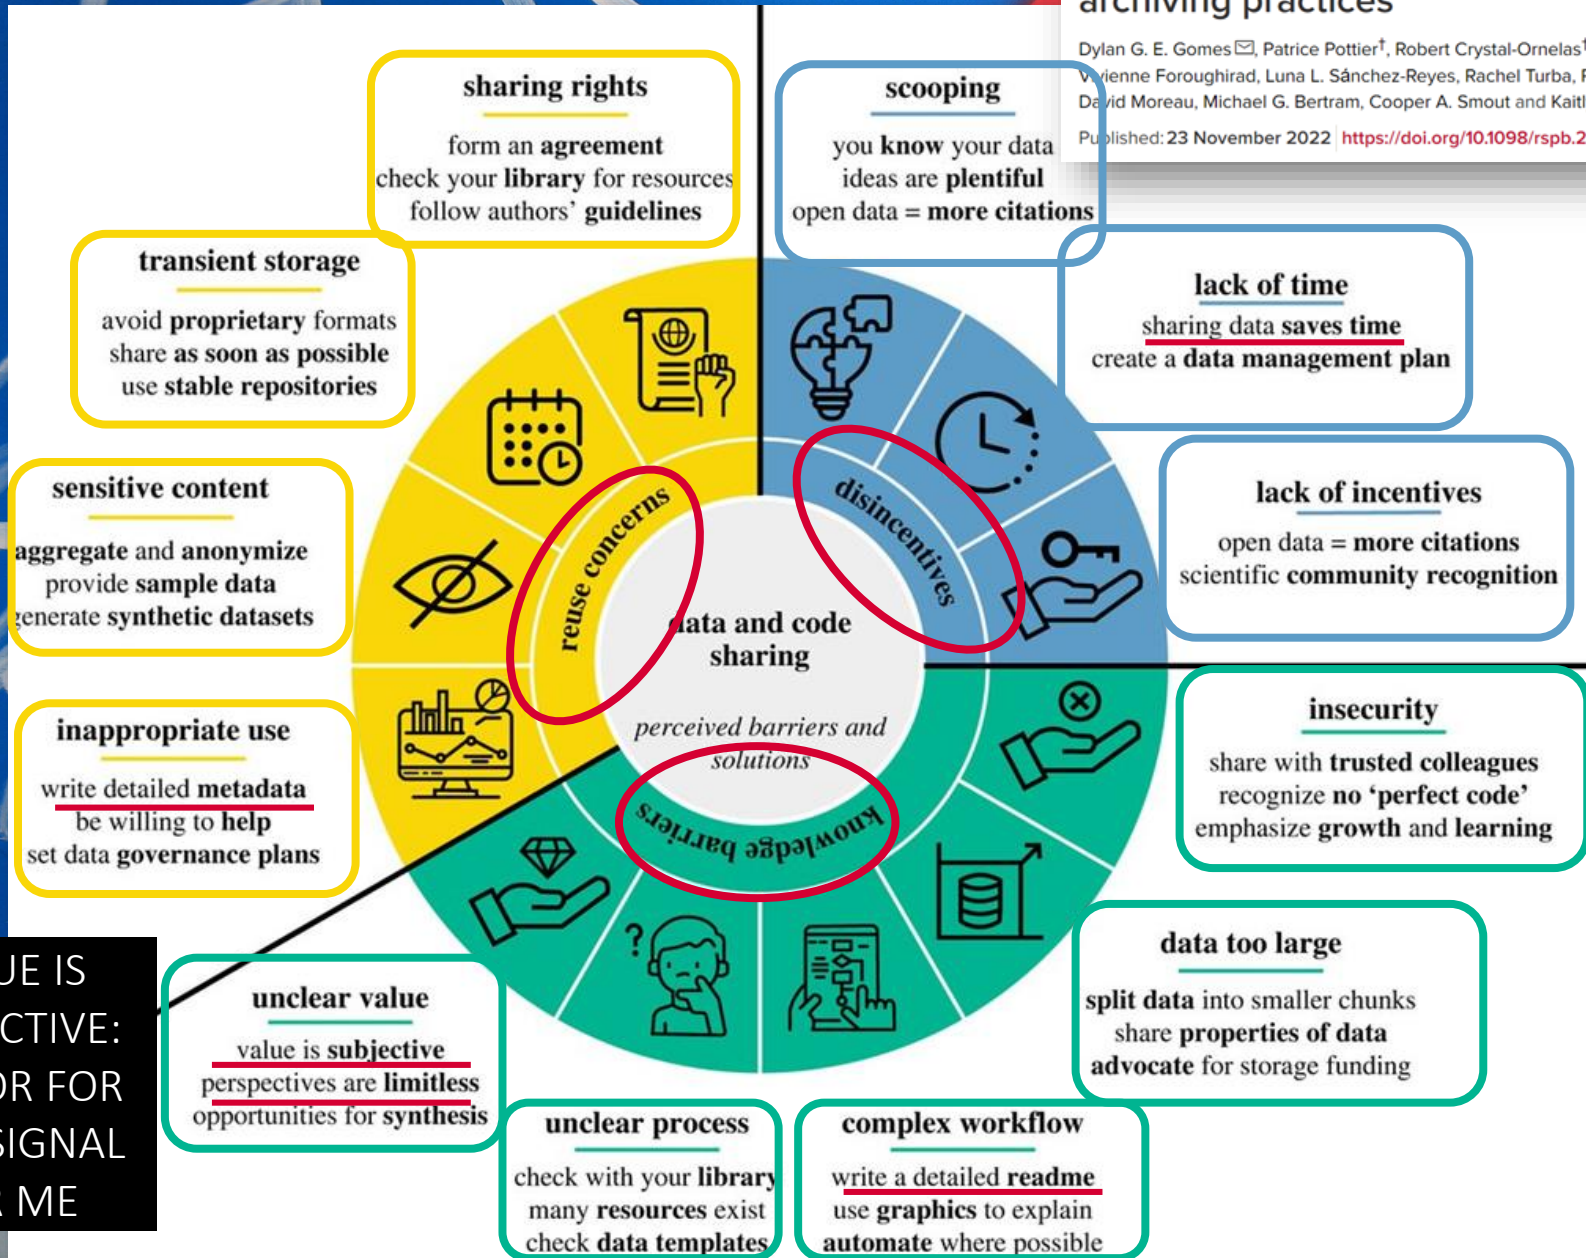 archiving practices
Dylan G. E. Gomes, Patrice Pottier†, Robert Crystal-Ornelas†
Vivienne Foroughirad, Luna L. Sánchez-Reyes, Rachel Turba,
David Moreau, Michael G. Bertram, Cooper A. Smout and
Published: 23 November 2022 | https://doi.org/10.1098/rspb.2
sharing rights
form an agreement
check your library for resources
follow authors’ guidelines
scooping
you know your data
ideas are plentiful
open data = more citations
transient storage
avoid proprietary formats
share as soon as possible
use stable repositories
lack of time
sharing data saves time
create a data management plan
sensitive content
aggregate and anonymize
provide sample data
generate synthetic datasets
lack of incentives
open data = more citations
scientific community recognition
reuse concerns
disincentives
data and code
sharing
perceived barriers and
solutions
knowledge barriers
inappropriate use
write detailed metadata
be willing to help
set data governance plans
insecurity
share with trusted colleagues
recognize no ‘perfect code’
emphasize growth and learning
?
data too large
split data into smaller chunks
share properties of data
advocate for storage funding
UE IS
CTIVE:
OR FOR
SIGNAL
R ME
unclear value
value is subjective
perspectives are limitless
opportunities for synthesis
unclear process
check with your library
many resources exist
check data templates
complex workflow
write a detailed readme
use graphics to explain
automate where possible